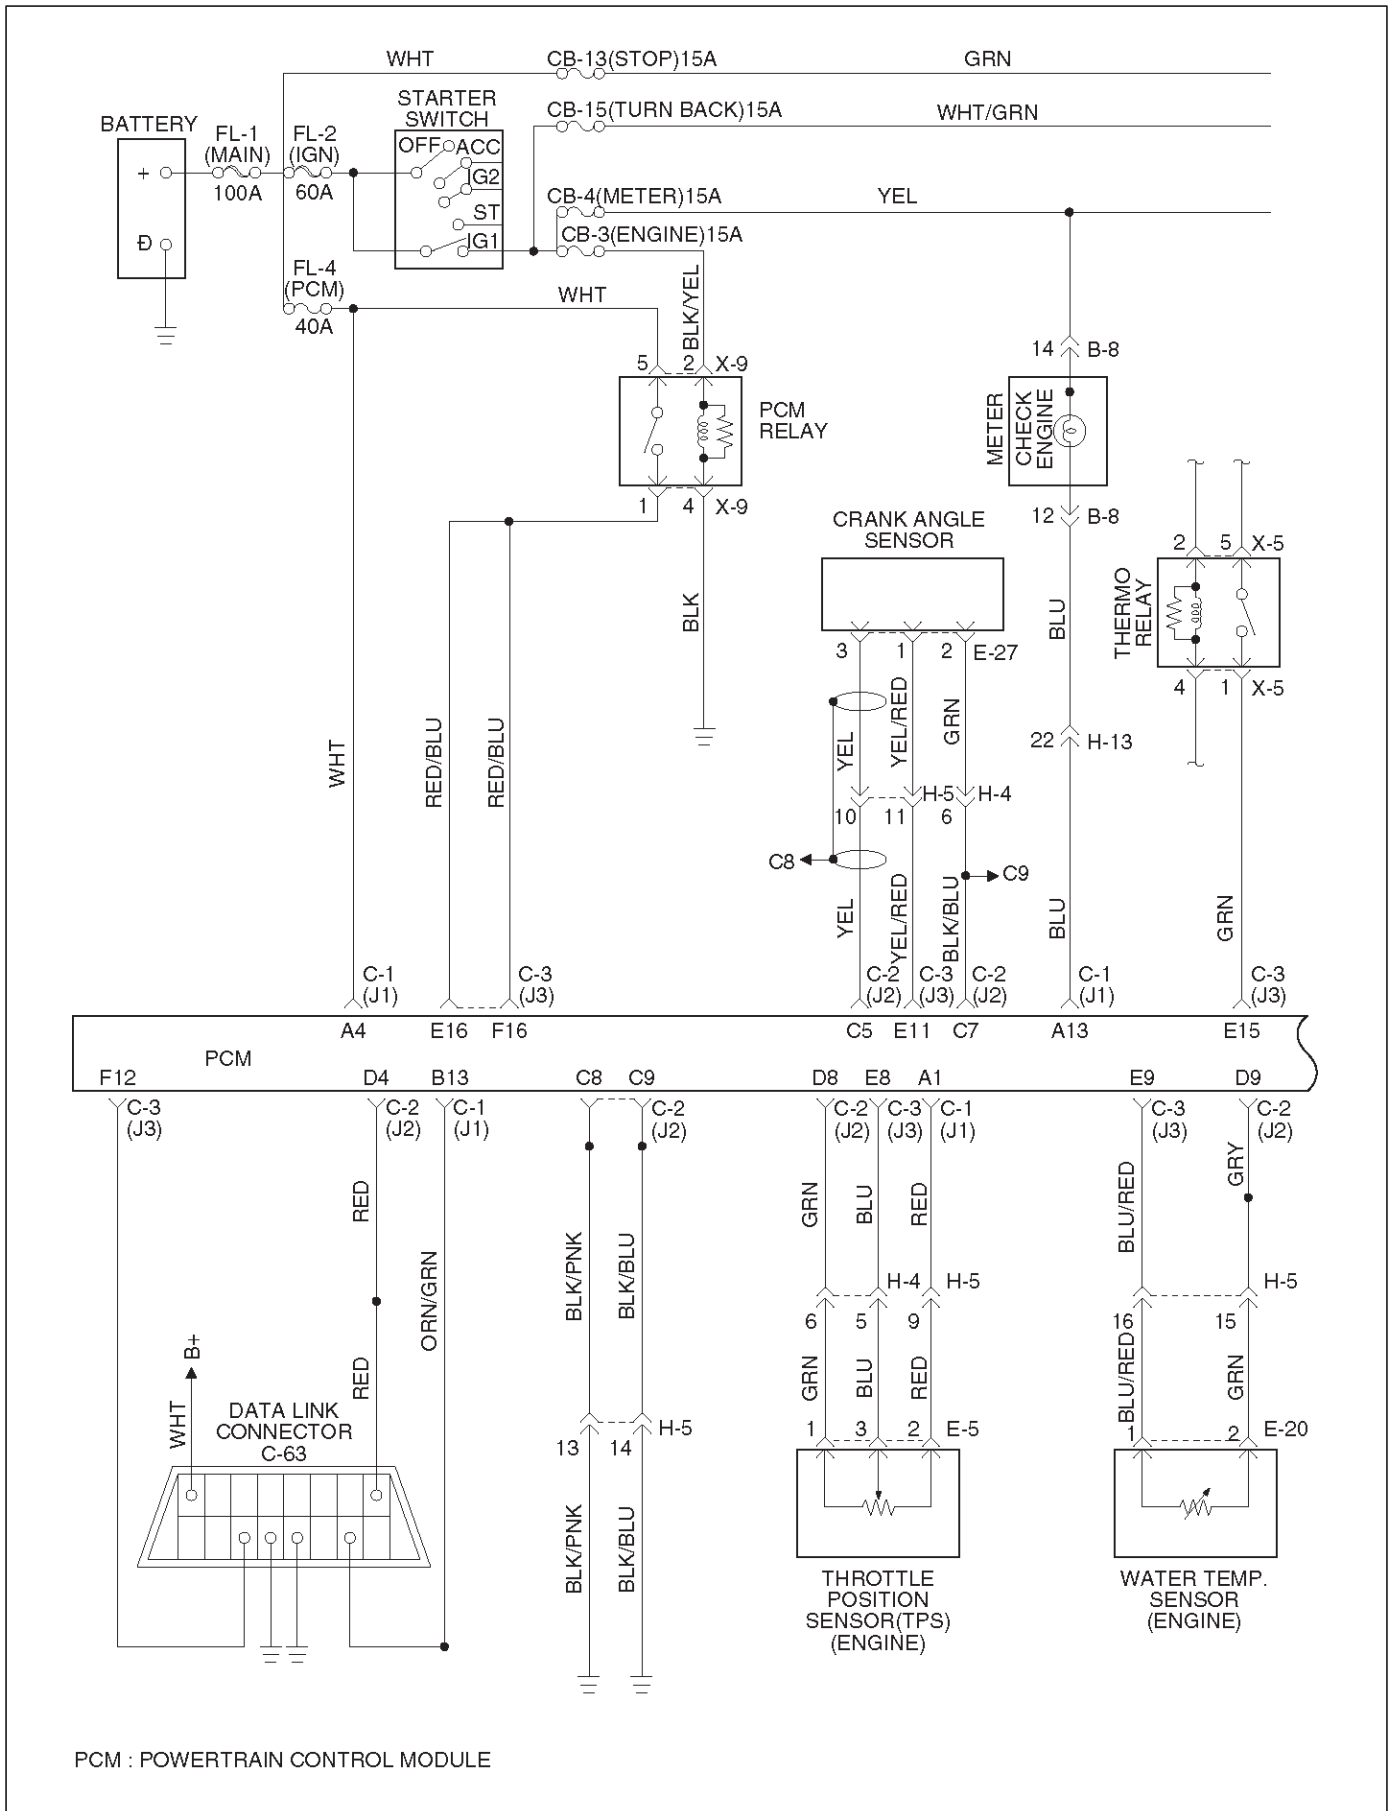 WHT
CB-13(STOP)15A
GRN
STARTER
SWITCH
CB-15(TURN BACK)15A
WHT/GRN
BATTERY
FL-1
(MAIN)
100A
FL-2
(IGN)
60A
OFF
ACC
IG2
ST
IG1
+
Đ
CB-4(METER)15A
YEL
CB-3(ENGINE)15A
FL-4
(PCM)
40A
WHT
BLK/YEL
14
B-8
5
2
X-9
PCM
RELAY
METER
CHECK
ENGINE
1
4
X-9
12
B-8
CRANK ANGLE
SENSOR
2
5
X-5
THERMO
RELAY
BLK
BLU
3
1
2
E-27
4
1
X-5
WHT
RED/BLU
RED/BLU
YEL
YEL/RED
GRN
22
H-13
H-5
H-4
10
11
6
C8
C9
YEL
YEL/RED
BLK/BLU
BLU
GRN
C-1
(J1)
C-3
(J3)
C-2
(J2)
C-3
(J3)
C-2
(J2)
C-1
(J1)
C-3
(J3)
A4
E16
F16
C5
E11
C7
A13
E15
PCM
F12
D4
B13
C8
C9
D8
E8
A1
E9
D9
C-3
(J3)
C-2
(J2)
C-1
(J1)
C-2
(J2)
C-2
(J2)
C-3
(J3)
C-1
(J1)
C-3
(J3)
C-2
(J2)
RED
ORN/GRN
BLK/PNK
BLK/BLU
GRN
BLU
RED
BLU/RED
GRY
H-4
H-5
H-5
6
5
9
16
15
B+
WHT
RED
GRN
BLU
RED
BLU/RED
GRN
DATA LINK
CONNECTOR
C-63
13
14
H-5
1
3
2
E-5
1
2
E-20
BLK/PNK
BLK/BLU
THROTTLE
POSITION
SENSOR(TPS)
(ENGINE)
WATER TEMP.
SENSOR
(ENGINE)
PCM : POWERTRAIN CONTROL MODULE